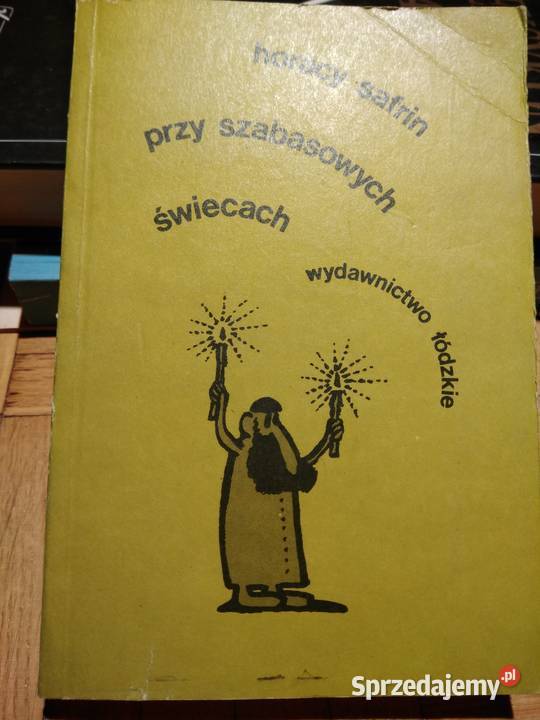 horacy safrin
przy szabasowych
świecach
wydawnictwo łódzkie
Sprzedajemy.pl